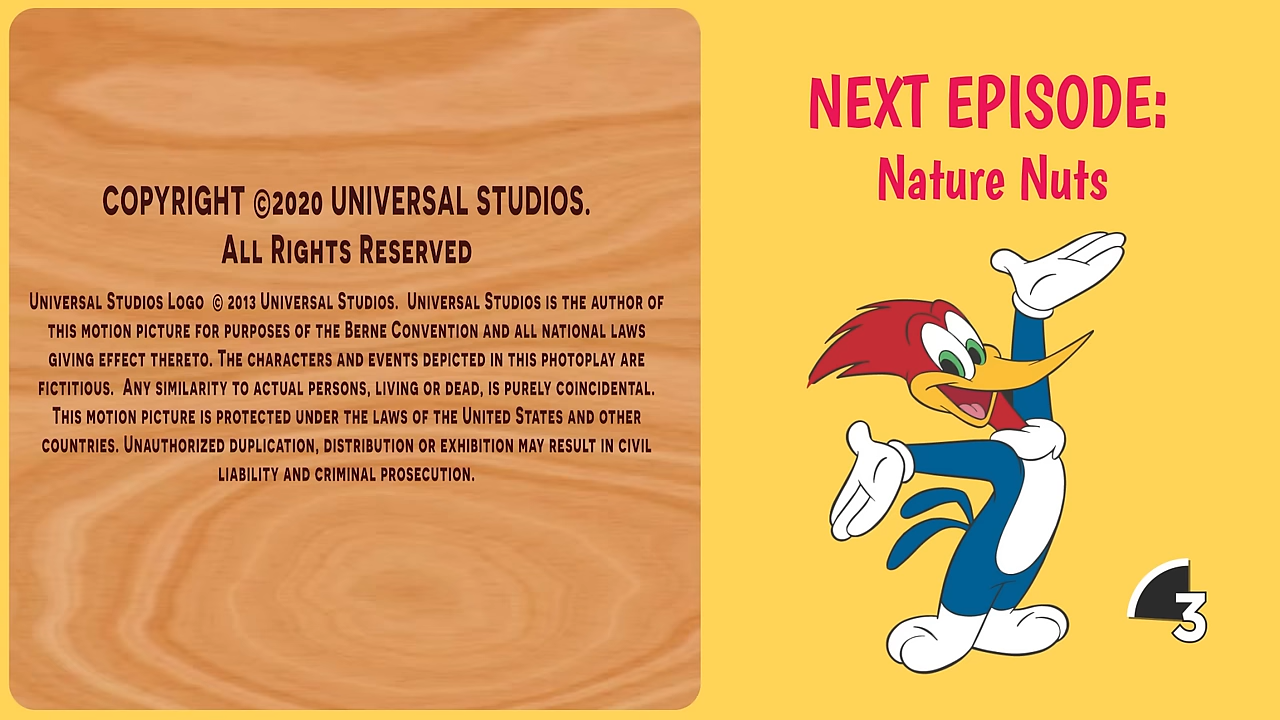 COPYRIGHT ©2020 UNIVERSAL STUDIOS.
ALL RIGHTS RESERVED
UNIVERSAL STUDIOS LOGO © 2013 UNIVERSAL STUDIOS. UNIVERSAL STUDIOS IS THE AUTHOR OF
THIS MOTION PICTURE FOR PURPOSES OF THE BERNE CONVENTION AND ALL NATIONAL LAWS
GIVING EFFECT THERETO. THE CHARACTERS AND EVENTS DEPICTED IN THIS PHOTOPLAY ARE
FICTITIOUS. ANY SIMILARITY TO ACTUAL PERSONS, LIVING OR DEAD, IS PURELY COINCIDENTAL.
THIS MOTION PICTURE IS PROTECTED UNDER THE LAWS OF THE UNITED STATES AND OTHER
COUNTRIES. UNAUTHORIZED DUPLICATION, DISTRIBUTION OR EXHIBITION MAY RESULT IN CIVIL
LIABILITY AND CRIMINAL PROSECUTION.
NEXT EPISODE:
Nature Nuts
3